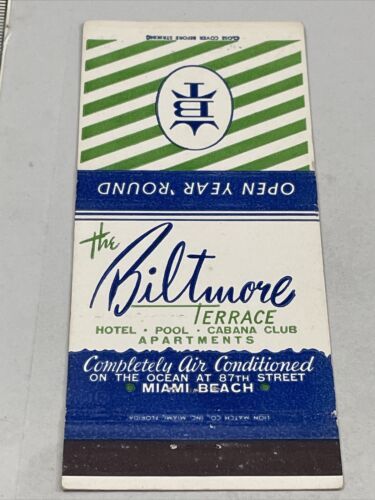 CLOSE COVER BEFORE STRIKING
BT
OPEN YEAR 'ROUND
The
Biltmore
TERRACE
HOTEL • POOL • CABANA CLUB
APARTMENTS
Completely Air Conditioned
ON THE OCEAN AT 87TH STREET
• MIAMI BEACH •
LION MATCH CO., INC. MIAMI, FLORIDA